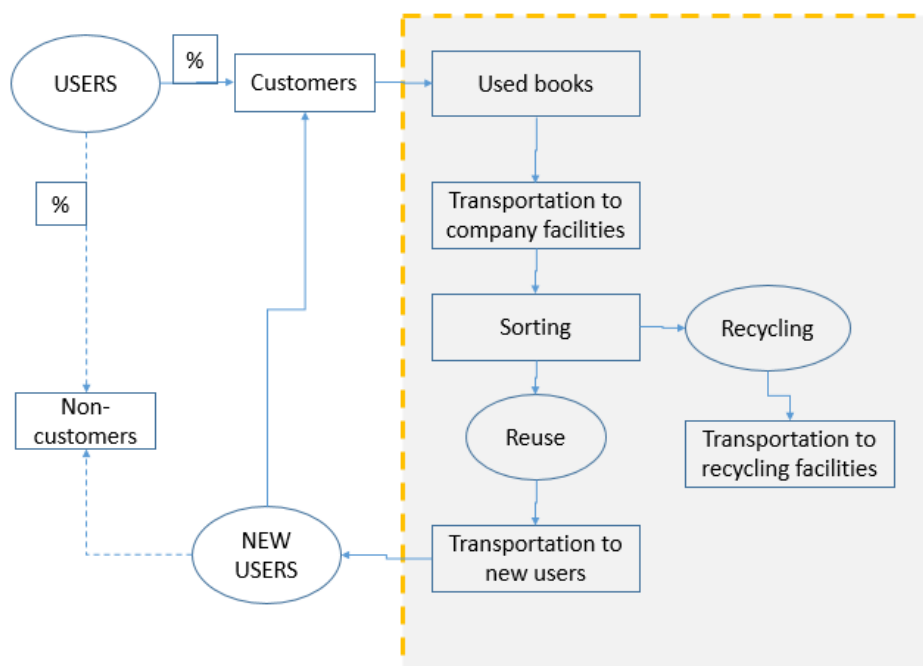 %
USERS
Customers
Used books
%
Transportation to
company facilities
Sorting
Recycling
Non-
customers
Reuse
Transportation to
recycling facilities
NEW
USERS
Transportation to
new users